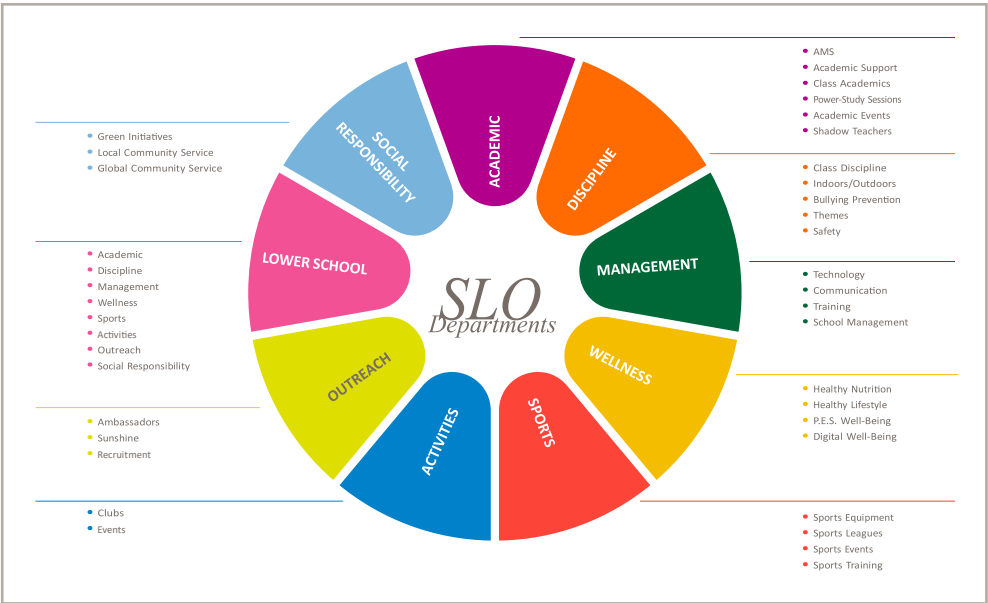 SLO
Departments
ACADEMIC
AMS
Academic Support
Class Academics
Power-Study Sessions
Academic Events
Shadow Teachers
DISCIPLINE
Class Discipline
Indoors/Outdoors
Bullying Prevention
Themes
Safety
MANAGEMENT
Technology
Communication
Training
School Management
WELLNESS
Healthy Nutrition
Healthy Lifestyle
P.E.S. Well-Being
Digital Well-Being
SPORTS
Sports Equipment
Sports Leagues
Sports Events
Sports Training
ACTIVITIES
Clubs
Events
OUTREACH
Ambassadors
Sunshine
Recruitment
LOWER SCHOOL
Academic
Discipline
Management
Wellness
Sports
Activities
Outreach
Social Responsibility
SOCIAL
RESPONSIBILITY
Green Initiatives
Local Community Service
Global Community Service